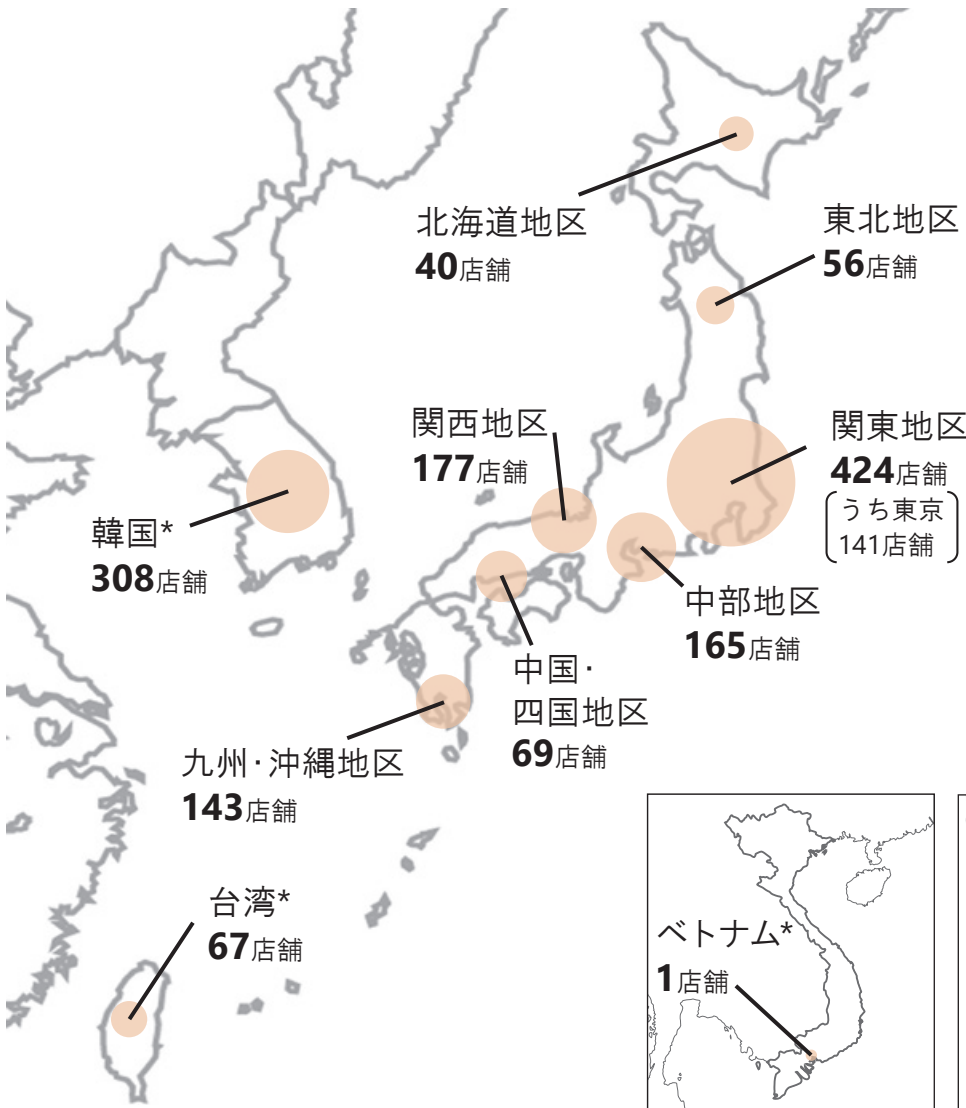 北海道地区
40店舗
東北地区
56店舗
関西地区
177店舗
関東地区
424店舗
うち東京
141店舗
韓国*
308店舗
中部地区
165店舗
中国・
四国地区
69店舗
九州・沖縄地区
143店舗
台湾*
67店舗
ベトナム*
1店舗